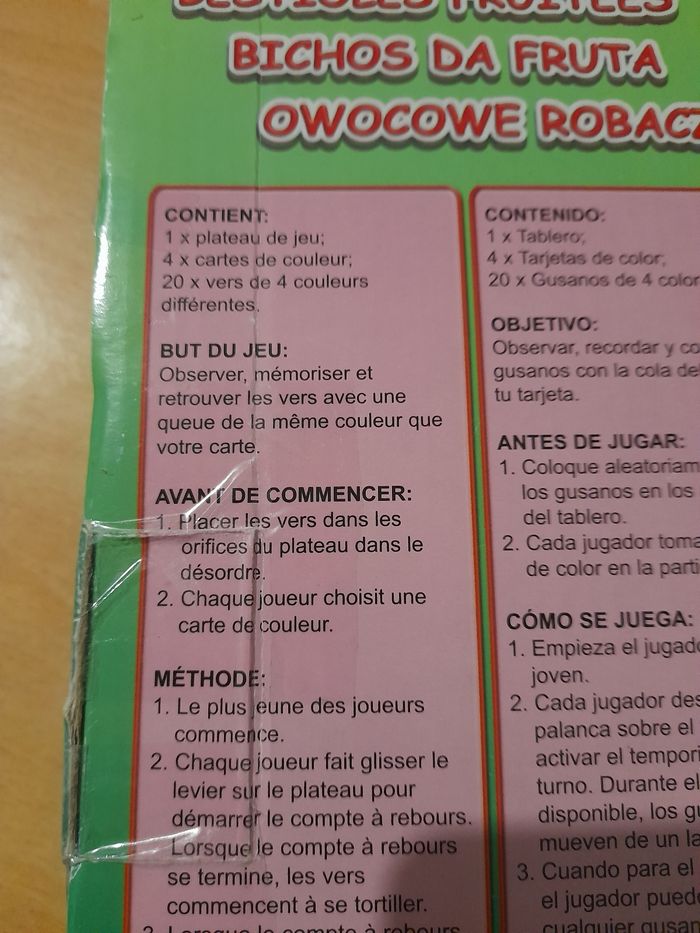 BESTIOLES FRUITÉES
BICHOS DA FRUTA
OWOCOWE
CONTIENT:
1 x plateau de jeu;
4 x cartes de couleur;
20 x vers de 4 couleurs
différentes.
BUT DU JEU:
Observer, mémoriser et
retrouver les vers avec une
queue de la même couleur que
votre carte.
AVANT DE COMMENCER:
1. Placer les vers dans les
orifices du plateau dans le
désordre.
2. Chaque joueur choisit une
carte de couleur.
MÉTHODE:
1. Le plus jeune des joueurs
commence.
2. Chaque joueur fait glisser le
levier sur le plateau pour
démarrer le compte à rebours.
Lorsque le compte à rebours
se termine, les vers
commencent à se tortiller.
3. Lorsque le compte à rebours
CONTENIDO:
1 x Tablero;
4 x Tarjetas de color;
20 x Gusanos de 4
OBJETIVO:
Observar, recordar y
gusanos con la cola
tu tarjeta.
ANTES DE JUGAR:
1. Coloque
los gusanos en los
del tablero.
2. Cada jugador
de color en la
CÓMO SE JUEGA:
1. Empieza el
joven.
2. Cada jugador
palanca sobre el
activar el
turno. Durante el
disponible, los
mueven de un
3. Cuando para el
el jugador
cualquier